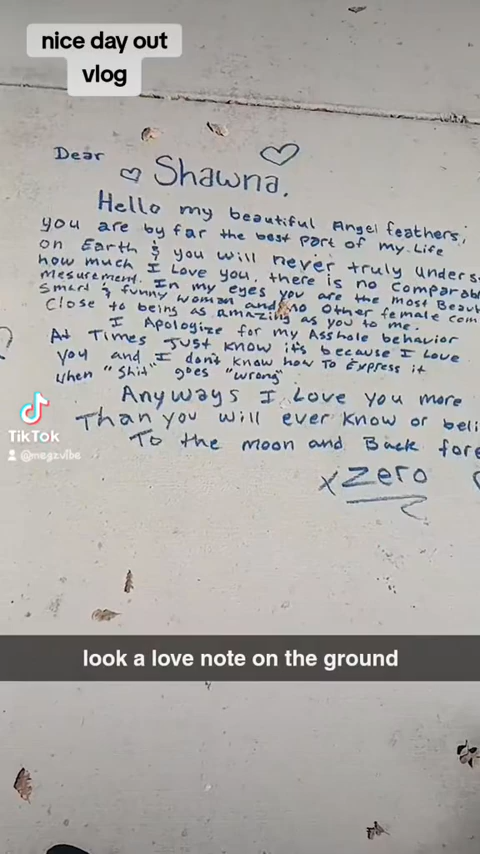 nice day out
vlog
Dear
Shawna,
Hello my beautiful Angel feathers,
you are by far the best part of my Life
on Earth & you will never truly unders
how much I Love you, there is no comparab
mesurement. In my eyes you are the most Beaut
smart & funny woman and no other female com
Close to being as amazing as you to me.
I Apologize for my Asshole behavior
At Times Just know it's because I Love
you and I don't know how To Express it
when "Shit" goes "wrong"
Anyways I Love you more
Than you will ever know or beli
To the moon and Back fore
x Zero
TikTok
@megzvibe
look a love note on the ground